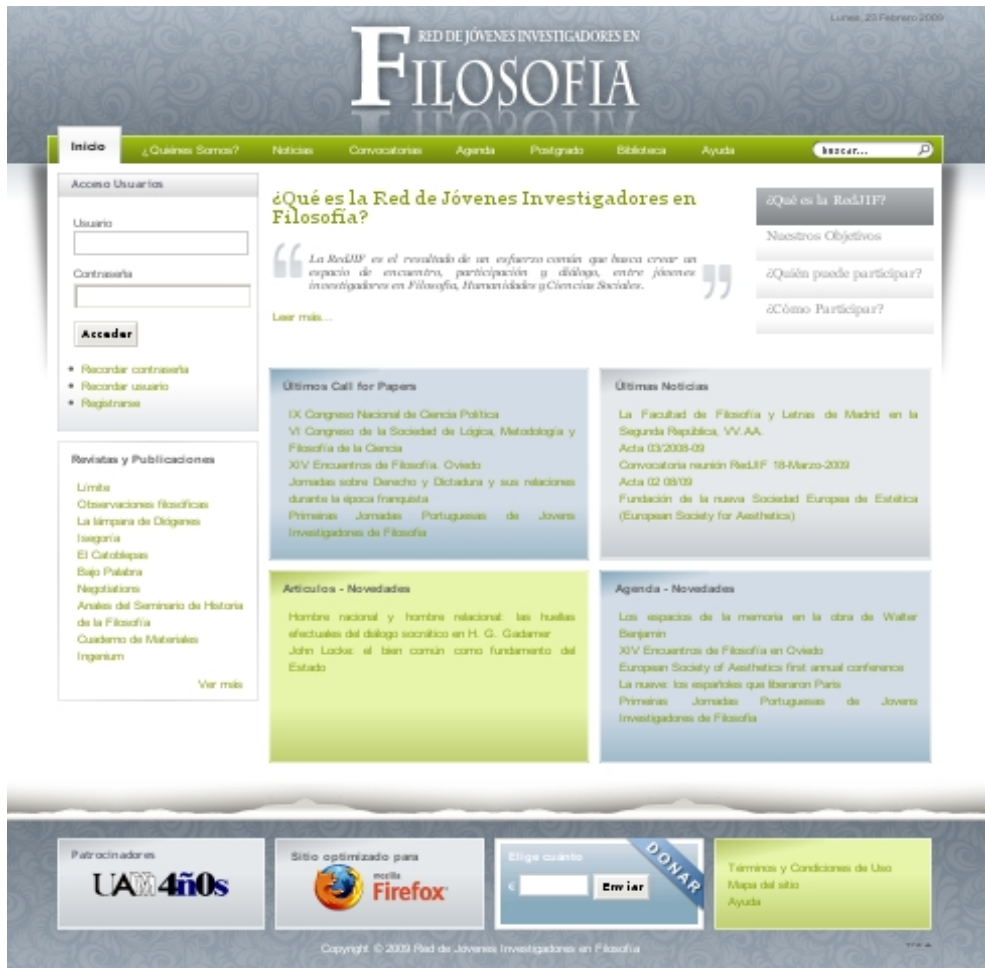 Lunes, 23 Febrero 2009
RED DE JÓVENES INVESTIGADORES EN
FILOSOFIA
Inicio
¿Quiénes Somos?
Noticias
Convocatorias
Agenda
Postgrado
Biblioteca
Ayuda
buscar...
Acceso Usuarios
Usuario
Contraseña
Acceder
Recordar contraseña
Recordar usuario
Registrarse
Revistas y Publicaciones
Límite
Observaciones filosóficas
La lámpara de Diógenes
Isegoría
El Catoblepas
Bajo Palabra
Negotiations
Anales del Seminario de Historia
de la Filosofía
Cuaderno de Materiales
Ingenium
Ver más
¿Qué es la Red de Jóvenes Investigadores en
Filosofía?
La RedJIF es el resultado de un esfuerzo común que busca crear un
espacio de encuentro, participación y diálogo, entre jóvenes
investigadores en Filosofía, Humanidades y Ciencias Sociales.
Leer más...
¿Qué es la RedJIF?
Nuestros Objetivos
¿Quién puede participar?
¿Cómo Participar?
Últimos Call for Papers
IX Congreso Nacional de Ciencia Política
VI Congreso de la Sociedad de Lógica, Metodología y
Filosofía de la Ciencia
XIV Encuentros de Filosofía. Oviedo
Jornadas sobre Derecho y Dictadura y sus relaciones
durante la época franquista
Primeiras Jornadas Portuguesas de Jovens
Investigadores de Filosofia
Últimas Noticias
La Facultad de Filosofía y Letras de Madrid en la
Segunda República, VV.AA.
Acta 03/2008-09
Convocatoria reunión RedJIF 18-Marzo-2009
Acta 02 08/09
Fundación de la nueva Sociedad Europea de Estética
(European Society for Aesthetics)
Artículos - Novedades
Hombre racional y hombre relacional: las huellas
efectuales del diálogo socrático en H. G. Gadamer
John Locke: el bien común como fundamento del
Estado
Agenda - Novedades
Los espacios de la memoria en la obra de Walter
Benjamin
XIV Encuentros de Filosofía en Oviedo
European Society of Aesthetics first annual conference
La nueve: los españoles que liberaron París
Primeiras Jornadas Portuguesas de Jovens
Investigadores de Filosofia
Patrocinadores
UAM 4ñ0s
Sitio optimizado para
mozilla
Firefox
Elige cuánto
€
Enviar
DONAR
Términos y Condiciones de Uso
Mapa del sitio
Ayuda
Copyright © 2009 Red de Jóvenes Investigadores en Filosofía